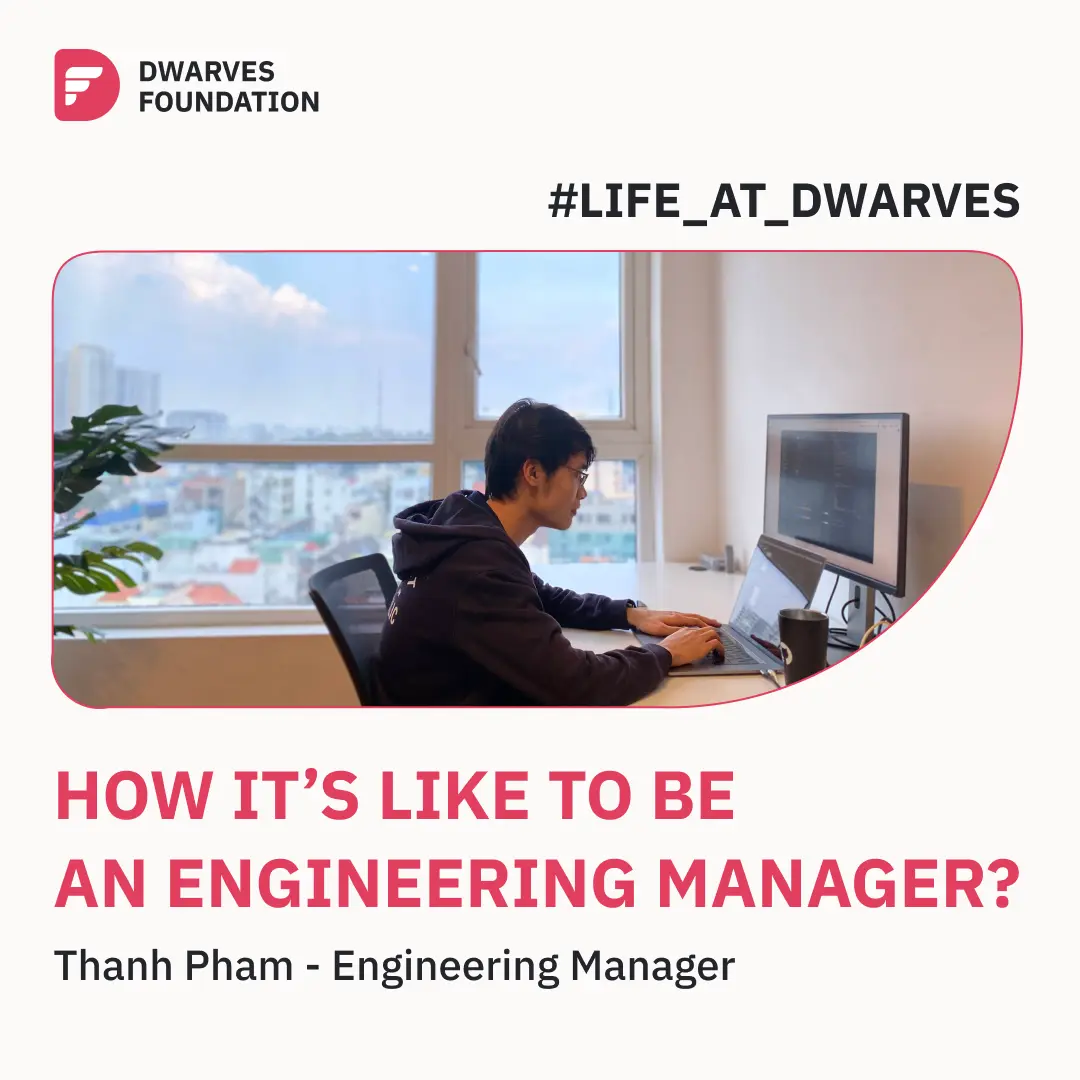 DWARVES
FOUNDATION
#LIFE_AT_DWARVES
HOW IT’S LIKE TO BE
AN ENGINEERING MANAGER?
Thanh Pham - Engineering Manager